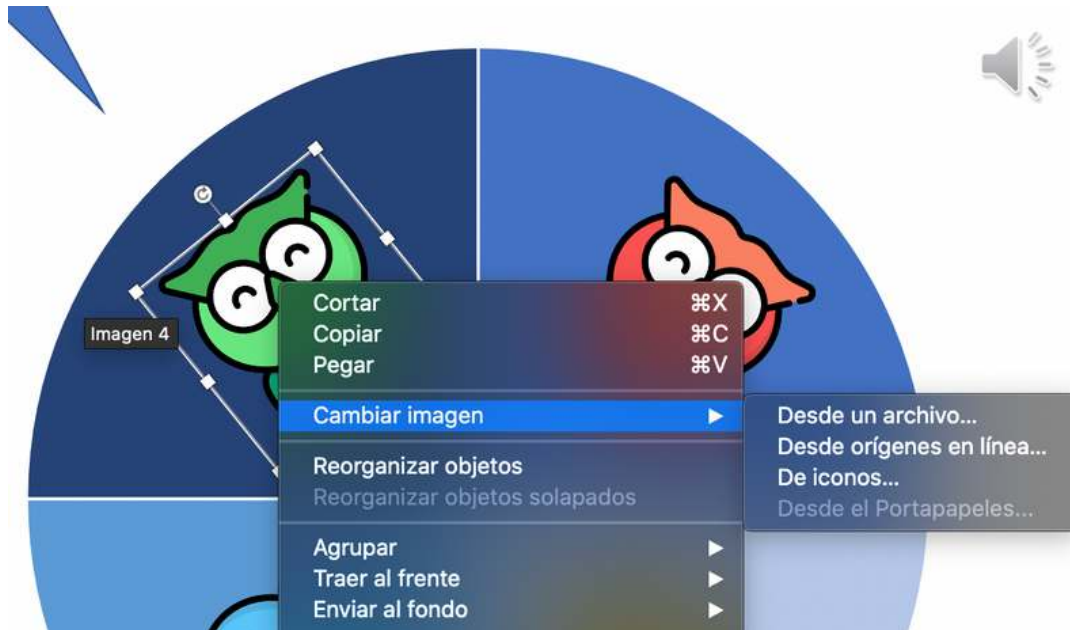 Imagen 4
Cortar ⌘X
Copiar ⌘C
Pegar ⌘V
Cambiar imagen ▶
Desde un archivo...
Desde orígenes en línea...
De iconos...
Desde el Portapapeles...
Reorganizar objetos
Reorganizar objetos solapados
Agrupar ▶
Traer al frente ▶
Enviar al fondo ▶